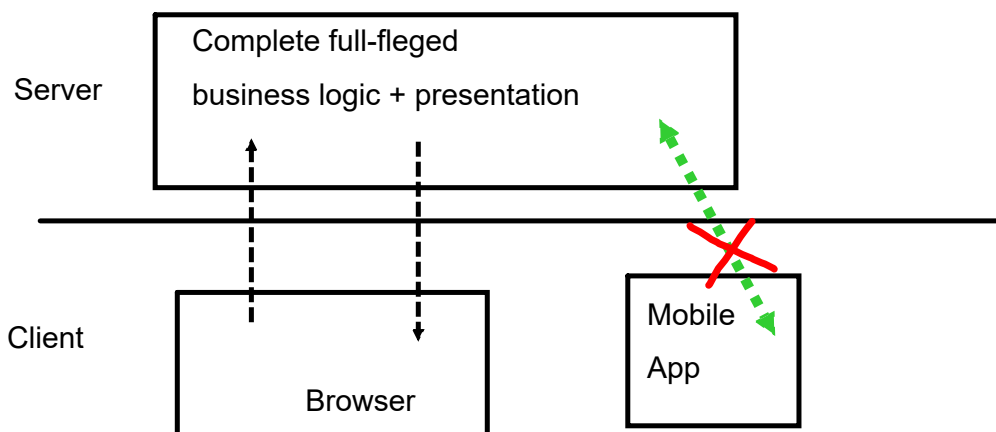 Complete full-fleged
Server
business logic + presentation
Mobile
Client
App
Browser